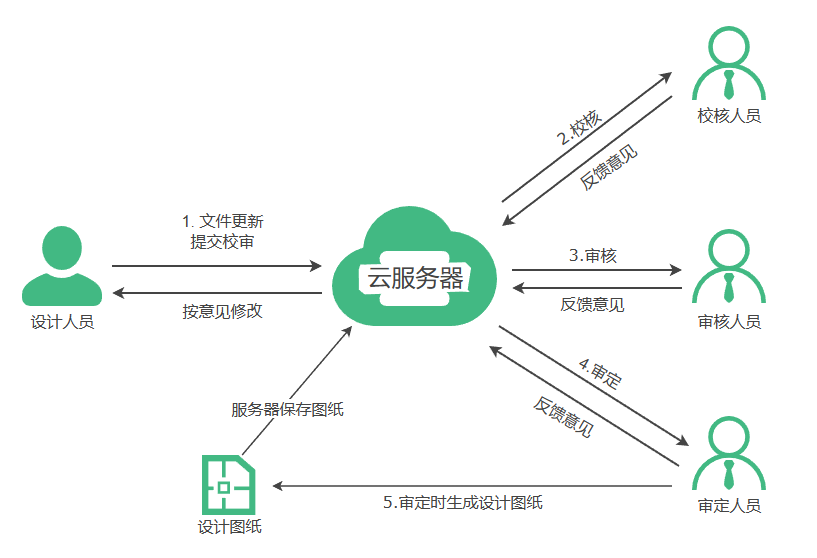 2.校核
反馈意见
校核人员
1. 文件更新
提交校审
云服务器
3.审核
反馈意见
按意见修改
设计人员
审核人员
4.审定
反馈意见
服务器保存图纸
5.审定时生成设计图纸
审定人员
设计图纸